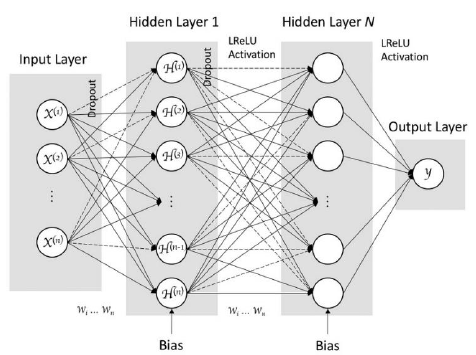 Hidden Layer 1
Hidden Layer N
Input Layer
Dropout
Dropout
LReLU
Activation
LReLU
Activation
Output Layer
X(1)
X(2)
⋮
X(n)
H(1)
H(2)
H(3)
⋮
H(n-1)
H(n)
⋮
y
Wi ... Wn
Wi ... Wn
Bias
Bias